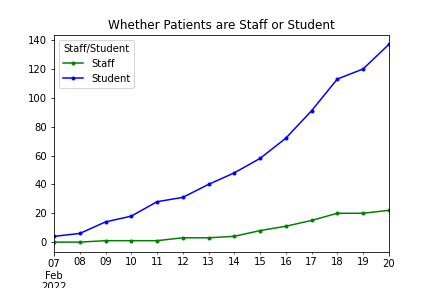 Whether Patients are Staff or Student
Staff/Student
Staff
Student
140
120
100
80
60
40
20
0
07 08 09 10 11 12 13 14 15 16 17 18 19 20
Feb
2022